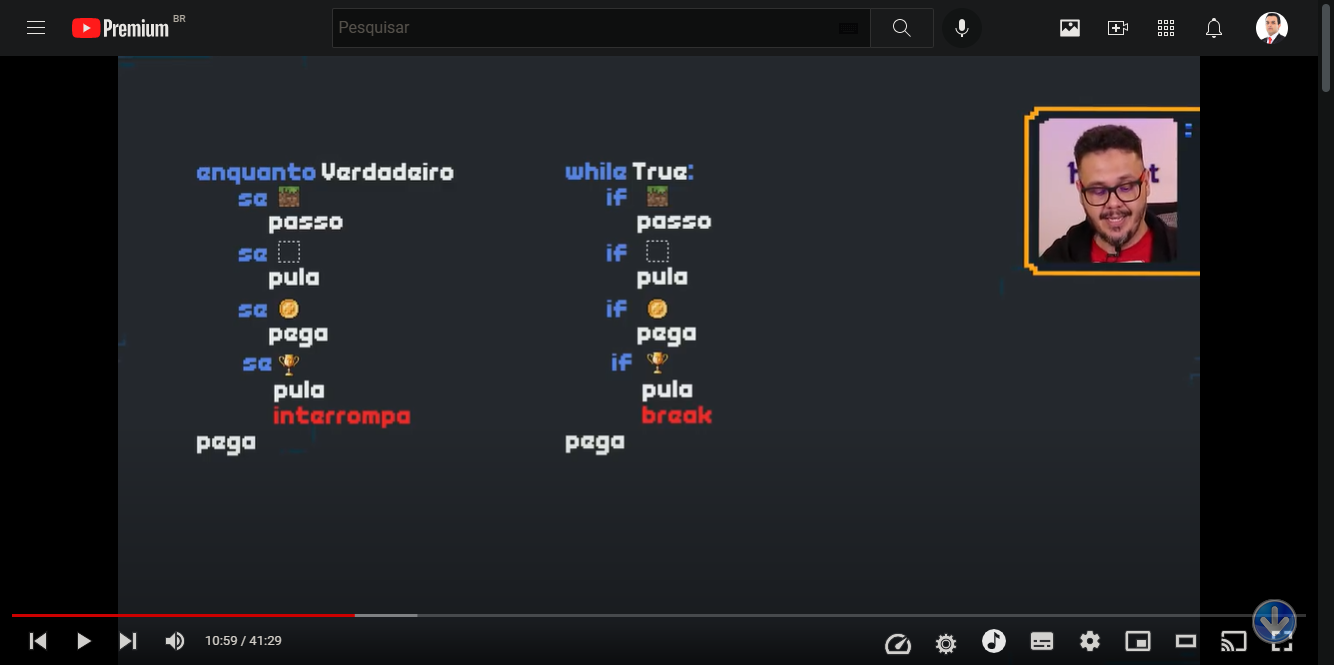 Premium BR
Pesquisar
enquanto Verdadeiro
se
passo
se
pula
se
pega
se
pula
interrompa
pega
while True:
if
passo
if
pula
if
pega
if
pula
break
pega
10:59 / 41:29